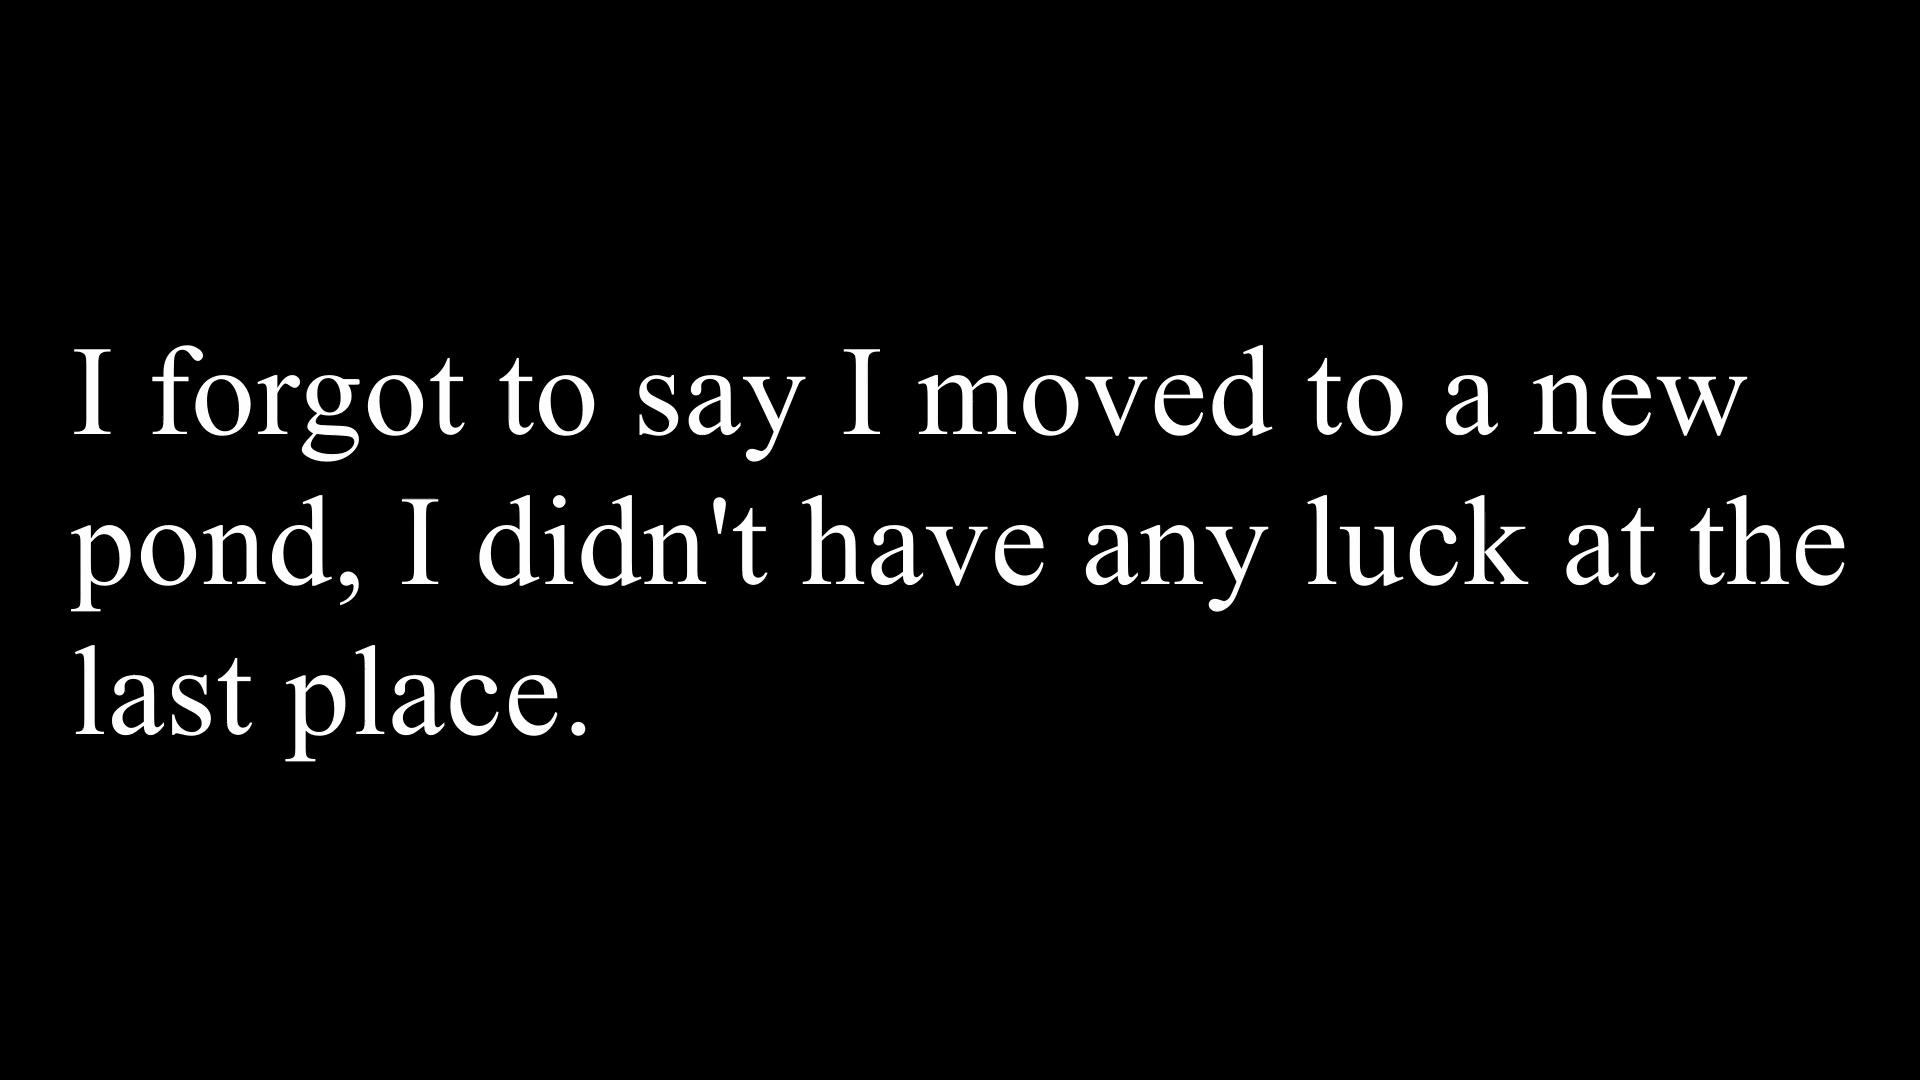 I forgot to say I moved to a new
pond, I didn't have any luck at the
last place.